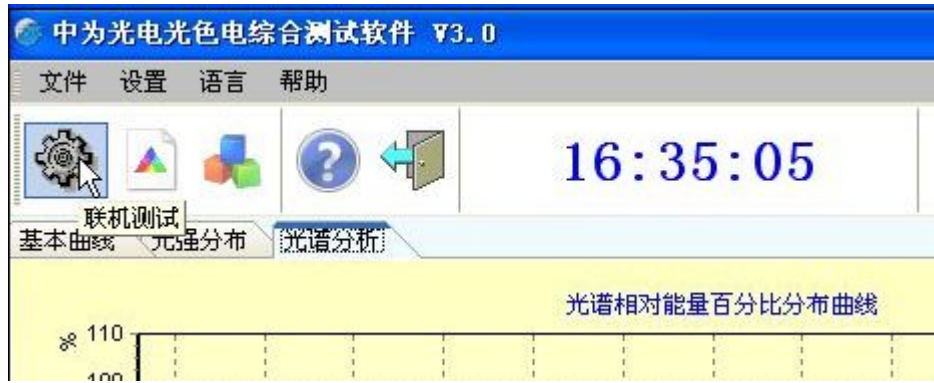 中为光电光色电综合测试软件 V3.0
文件 设置 语言 帮助
16:35:05
联机测试
基本曲线 光强分布 光谱分析
光谱相对能量百分比分布曲线
% 110
100